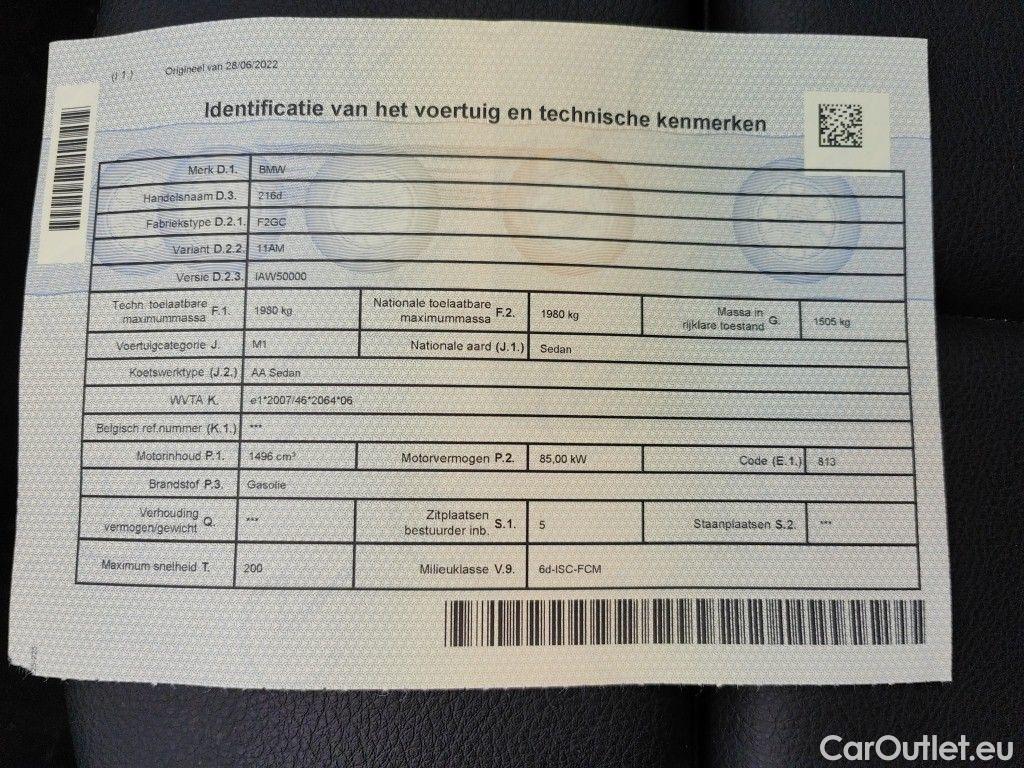 (I 1) Origineel van 28/06/2022
Identificatie van het voertuig en technische kenmerken
Merk D.1. BMW
Handelsnaam D.3. 216d
Fabriekstype D.2.1 F2GC
Variant D.2.2 11AM
Versie D.2.3. IAW50000
Techn. toelaatbare maximummassa F.1. 1980 kg Nationale toelaatbare maximummassa F.2. 1980 kg Massa in rijklare toestand G. 1505 kg
Voertuigcategorie J. M1 Nationale aard (J.1.) Sedan
Koetswerktype (J.2.) AA Sedan
WVTA K. e1*2007/46*2064*06
Belgisch ref.nummer (K.1.) ***
Motorinhoud P.1. 1496 cm³ Motorvermogen P.2. 85,00 kW Code (E.1.) 813
Brandstof P.3. Gasolie
Verhouding vermogen/gewicht Q. *** Zitplaatsen bestuurder inb. S.1. 5 Staanplaatsen S.2. ***
Maximum snelheid T. 200 Milieuklasse V.9. 6d-ISC-FCM
CarOutlet.eu